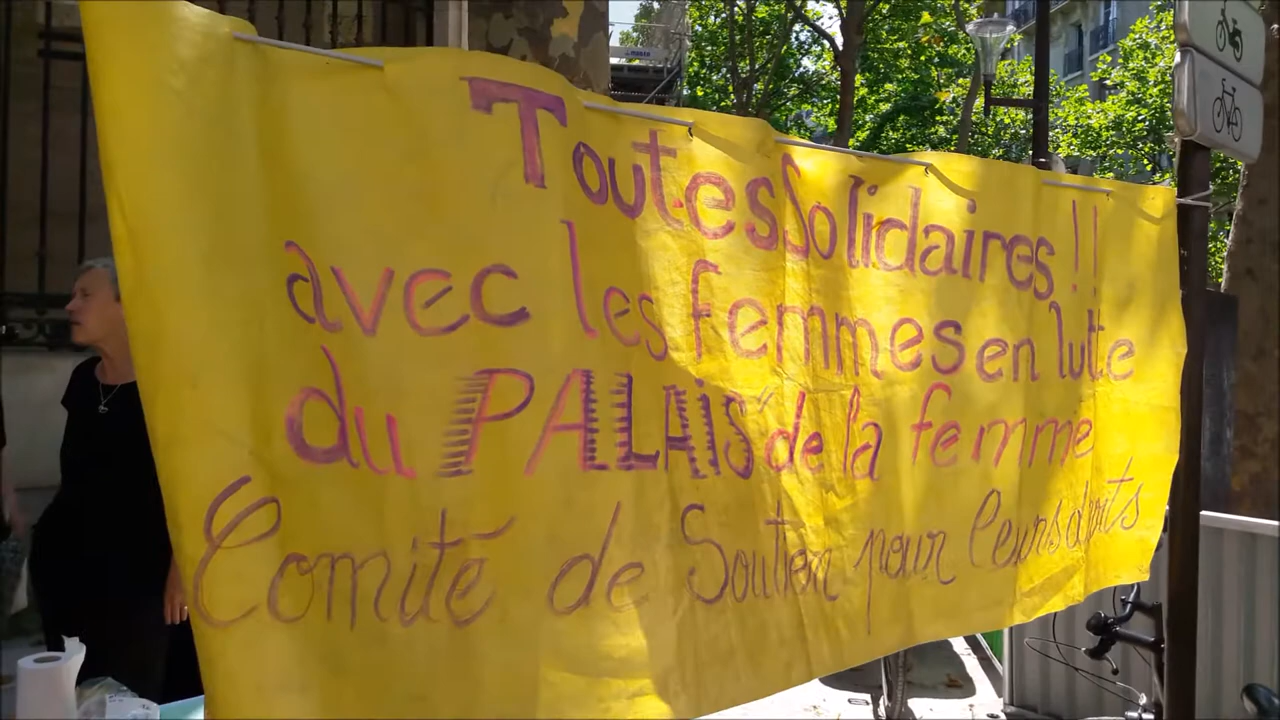 Toutes Solidaires !!
avec les femmes en lutte
du PALAiS de la femme
Comité de Soutien pour leurs droits